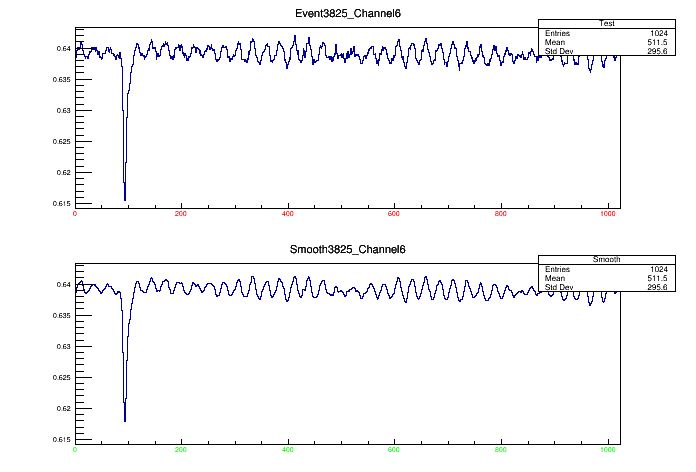 Event3825_Channel6
Test
Entries 1024
Mean 511.5
Std Dev 295.6
0.64
0.635
0.63
0.625
0.62
0.615
0 200 400 600 800 1000
Smooth3825_Channel6
Smooth
Entries 1024
Mean 511.5
Std Dev 295.6
0.64
0.635
0.63
0.625
0.62
0.615
0 200 400 600 800 1000